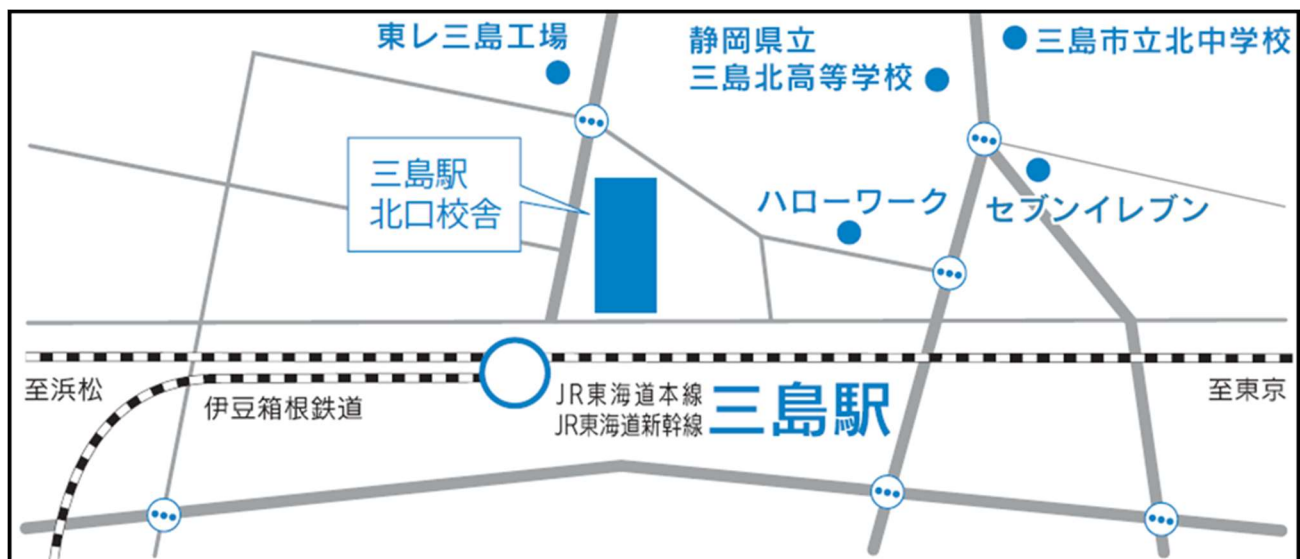 東レ三島工場
静岡県立
三島北高等学校
三島市立北中学校
三島駅
北口校舎
ハローワーク
セブンイレブン
至浜松
伊豆箱根鉄道
JR東海道本線
JR東海道新幹線
三島駅
至東京